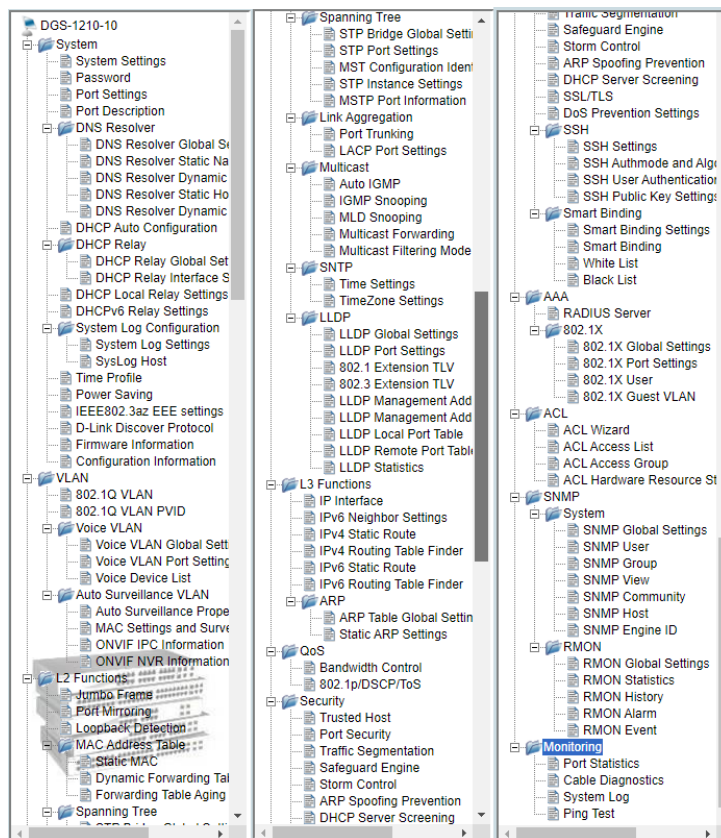 DGS-1210-10
System
System Settings
Password
Port Settings
Port Description
DNS Resolver
DNS Resolver Global Se
DNS Resolver Static Na
DNS Resolver Dynamic
DNS Resolver Static Ho
DNS Resolver Dynamic
DHCP Auto Configuration
DHCP Relay
DHCP Relay Global Set
DHCP Relay Interface S
DHCP Local Relay Settings
DHCPv6 Relay Settings
System Log Configuration
System Log Settings
SysLog Host
Time Profile
Power Saving
IEEE802.3az EEE settings
D-Link Discover Protocol
Firmware Information
Configuration Information
VLAN
802.1Q VLAN
802.1Q VLAN PVID
Voice VLAN
Voice VLAN Global Setti
Voice VLAN Port Setting
Voice Device List
Auto Surveillance VLAN
Auto Surveillance Prope
MAC Settings and Surve
ONVIF IPC Information
ONVIF NVR Information
L2 Functions
Jumbo Frame
Port Mirroring
Loopback Detection
MAC Address Table
Static MAC
Dynamic Forwarding Tal
Forwarding Table Aging
Spanning Tree
Spanning Tree
STP Bridge Global Setti
STP Port Settings
MST Configuration Iden
STP Instance Settings
MSTP Port Information
Link Aggregation
Port Trunking
LACP Port Settings
Multicast
Auto IGMP
IGMP Snooping
MLD Snooping
Multicast Forwarding
Multicast Filtering Mode
SNTP
Time Settings
TimeZone Settings
LLDP
LLDP Global Settings
LLDP Port Settings
802.1 Extension TLV
802.3 Extension TLV
LLDP Management Add
LLDP Management Add
LLDP Local Port Table
LLDP Remote Port Table
LLDP Statistics
L3 Functions
IP Interface
IPv6 Neighbor Settings
IPv4 Static Route
IPv4 Routing Table Finder
IPv6 Static Route
IPv6 Routing Table Finder
ARP
ARP Table Global Settin
Static ARP Settings
QoS
Bandwidth Control
802.1p/DSCP/ToS
Security
Trusted Host
Port Security
Traffic Segmentation
Safeguard Engine
Storm Control
ARP Spoofing Prevention
DHCP Server Screening
Traffic Segmentation
Safeguard Engine
Storm Control
ARP Spoofing Prevention
DHCP Server Screening
SSL/TLS
DoS Prevention Settings
SSH
SSH Settings
SSH Authmode and Algo
SSH User Authentication
SSH Public Key Settings
Smart Binding
Smart Binding Settings
Smart Binding
White List
Black List
AAA
RADIUS Server
802.1X
802.1X Global Settings
802.1X Port Settings
802.1X User
802.1X Guest VLAN
ACL
ACL Wizard
ACL Access List
ACL Access Group
ACL Hardware Resource St
SNMP
System
SNMP Global Settings
SNMP User
SNMP Group
SNMP View
SNMP Community
SNMP Host
SNMP Engine ID
RMON
RMON Global Settings
RMON Statistics
RMON History
RMON Alarm
RMON Event
Monitoring
Port Statistics
Cable Diagnostics
System Log
Ping Test